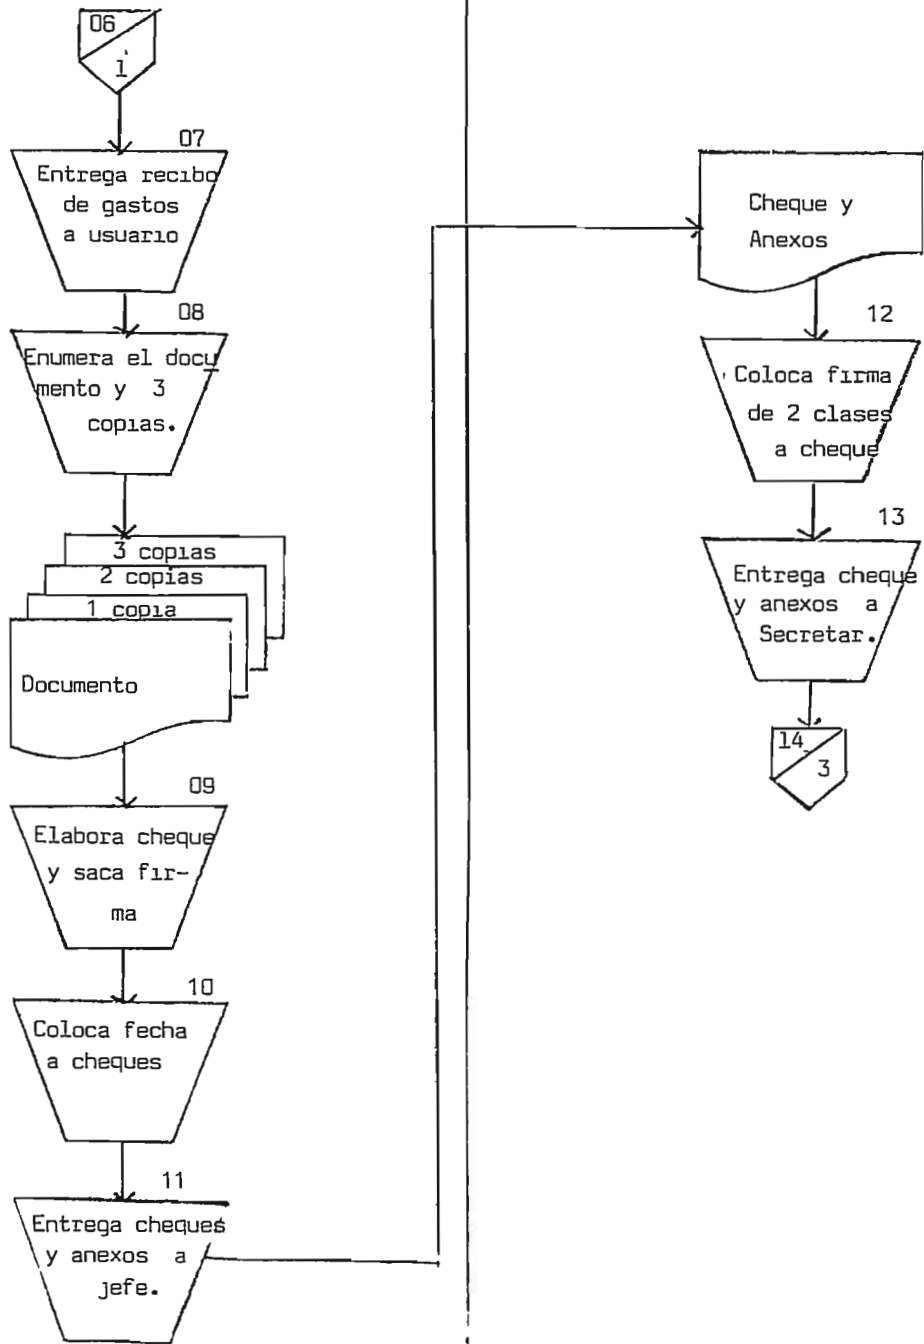 06
1
07
Entrega recibo
de gastos
a usuario
08
Enumera el docu
mento y 3
copias.
3 copias
2 copias
1 copia
Documento
09
Elabora cheque
y saca fir-
ma
10
Coloca fecha
a cheques
11
Entrega cheques
y anexos a
jefe.
Cheque y
Anexos
12
Coloca firma
de 2 clases
a cheque
13
Entrega cheque
y anexos a
Secretar.
14
3